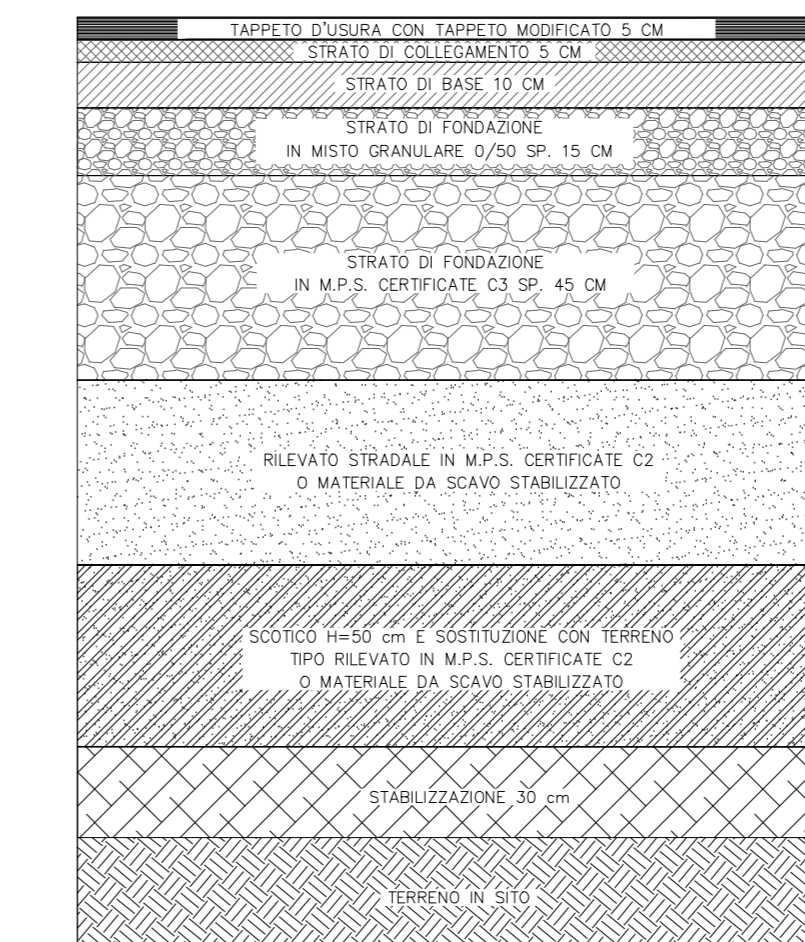 TAPPETO D'USURA CON TAPPETO MODIFICATO 5 CM
STRATO DI COLLEGAMENTO 5 CM
STRATO DI BASE 10 CM
STRATO DI FONDAZIONE
IN MISTO GRANULARE 0/50 SP. 15 CM
STRATO DI FONDAZIONE
IN M.P.S. CERTIFICATE C3 SP. 45 CM
RILEVATO STRADALE IN M.P.S. CERTIFICATE C2
O MATERIALE DA SCAVO STABILIZZATO
SCOTICO H=50 cm E SOSTITUZIONE CON TERRENO
TIPO RILEVATO IN M.P.S. CERTIFICATE C2
O MATERIALE DA SCAVO STABILIZZATO
STABILIZZAZIONE 30 cm
TERRENO IN SITO